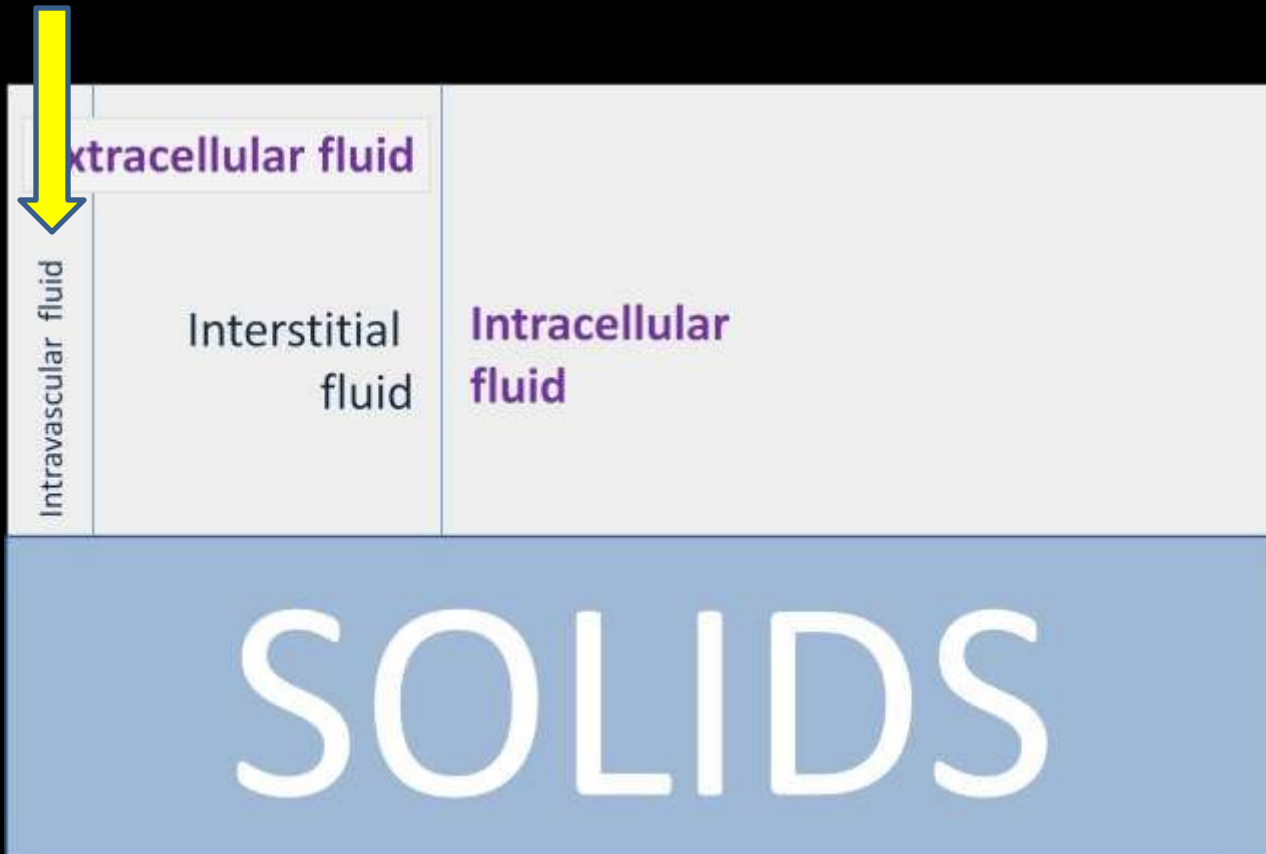 xtracellular fluid
Intravascular fluid
Interstitial
fluid
Intracellular
fluid
SOLIDS